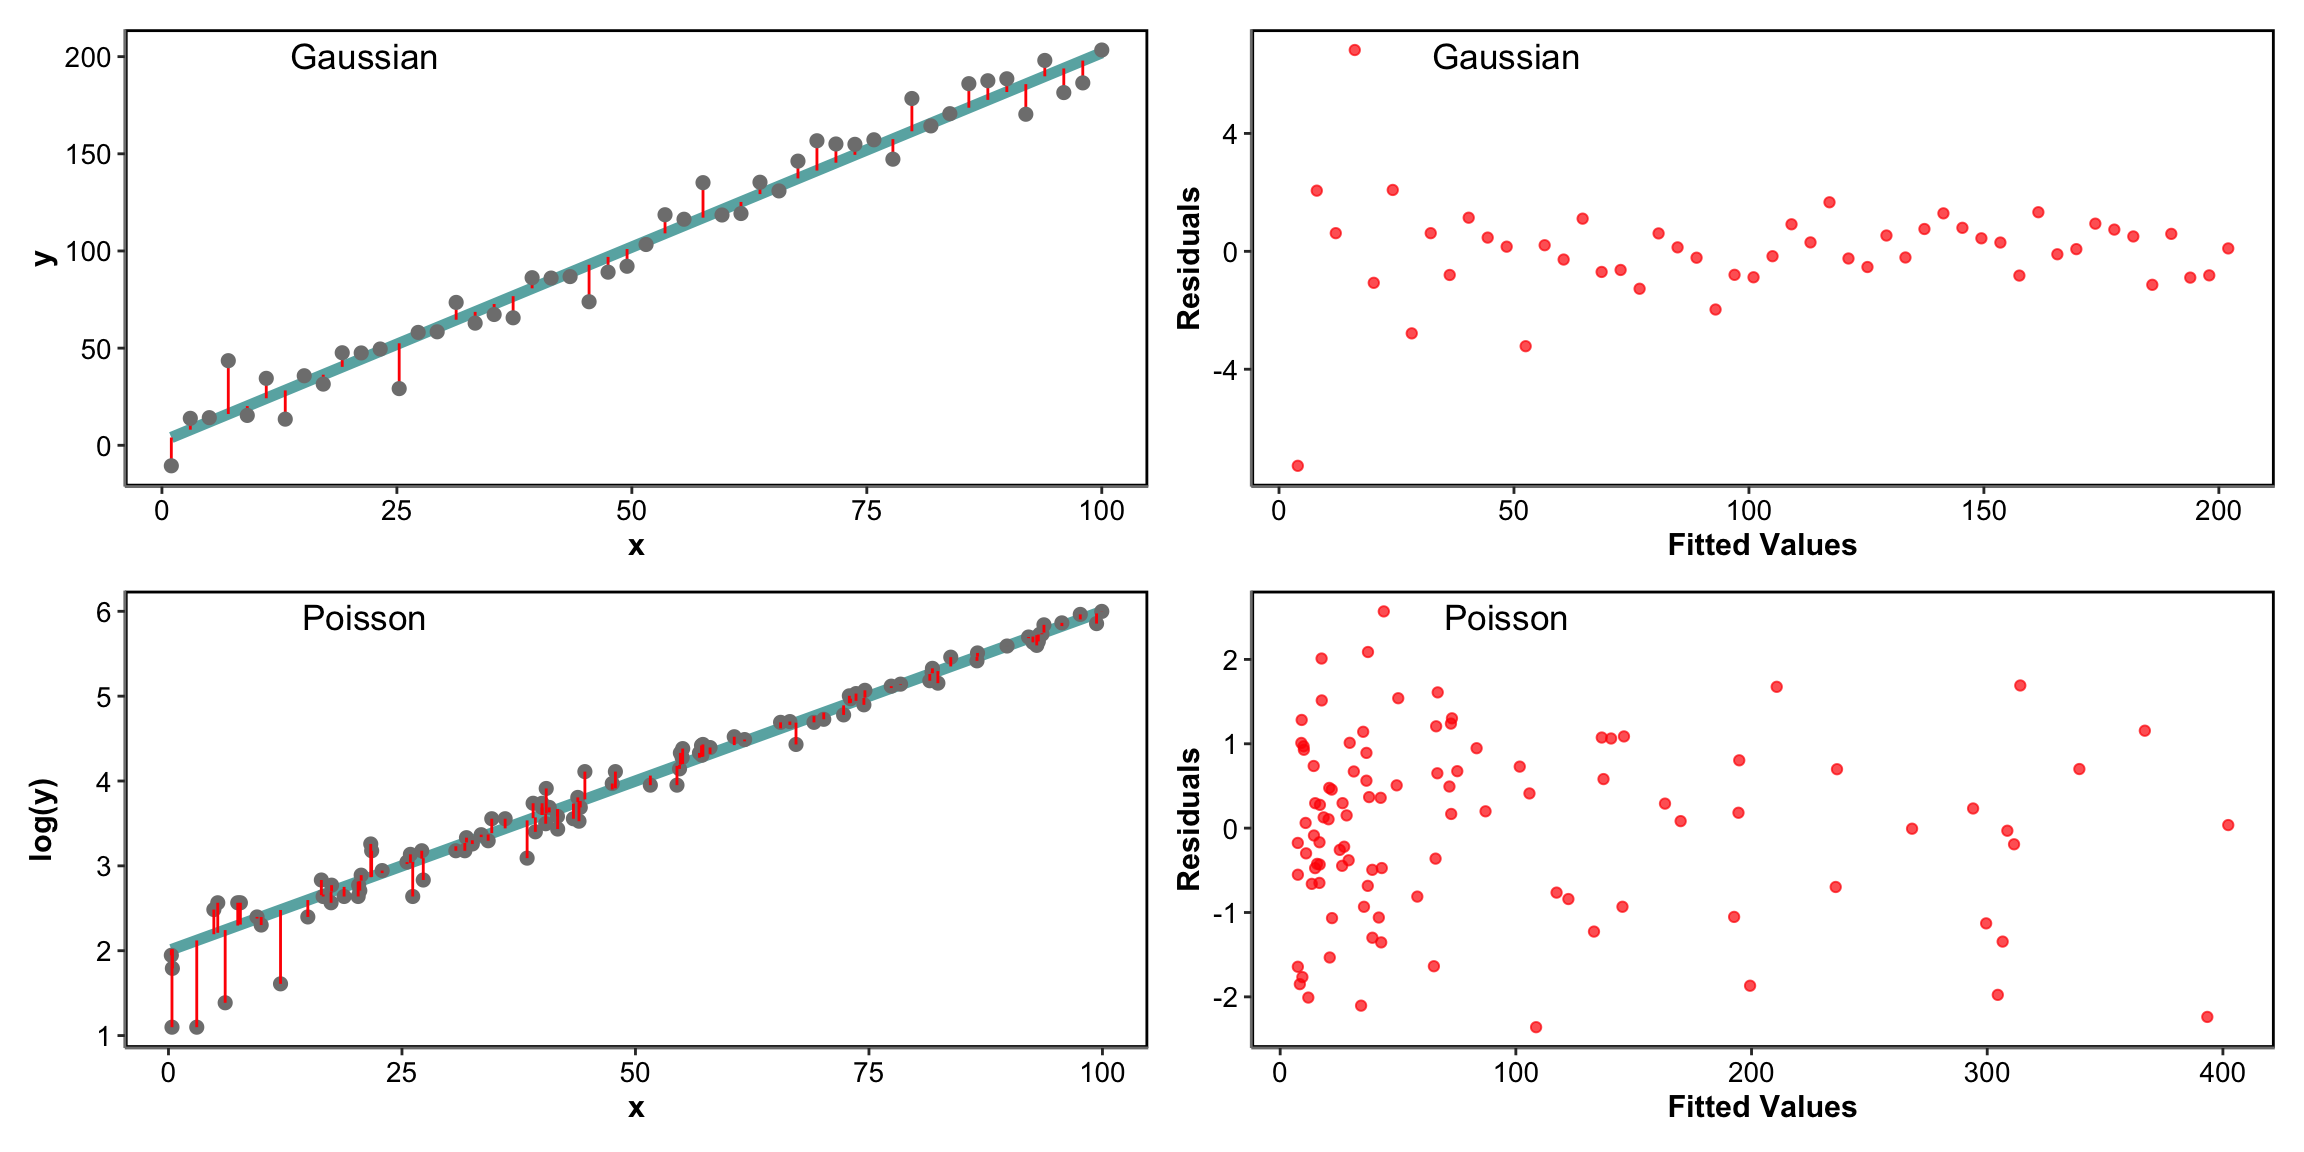 Gaussian
200
150
100
50
0
y
0 25 50 75 100
x
Gaussian
4
0
-4
Residuals
0 50 100 150 200
Fitted Values
Poisson
6
5
4
3
2
1
log(y)
0 25 50 75 100
x
Poisson
2
1
0
-1
-2
Residuals
0 100 200 300 400
Fitted Values